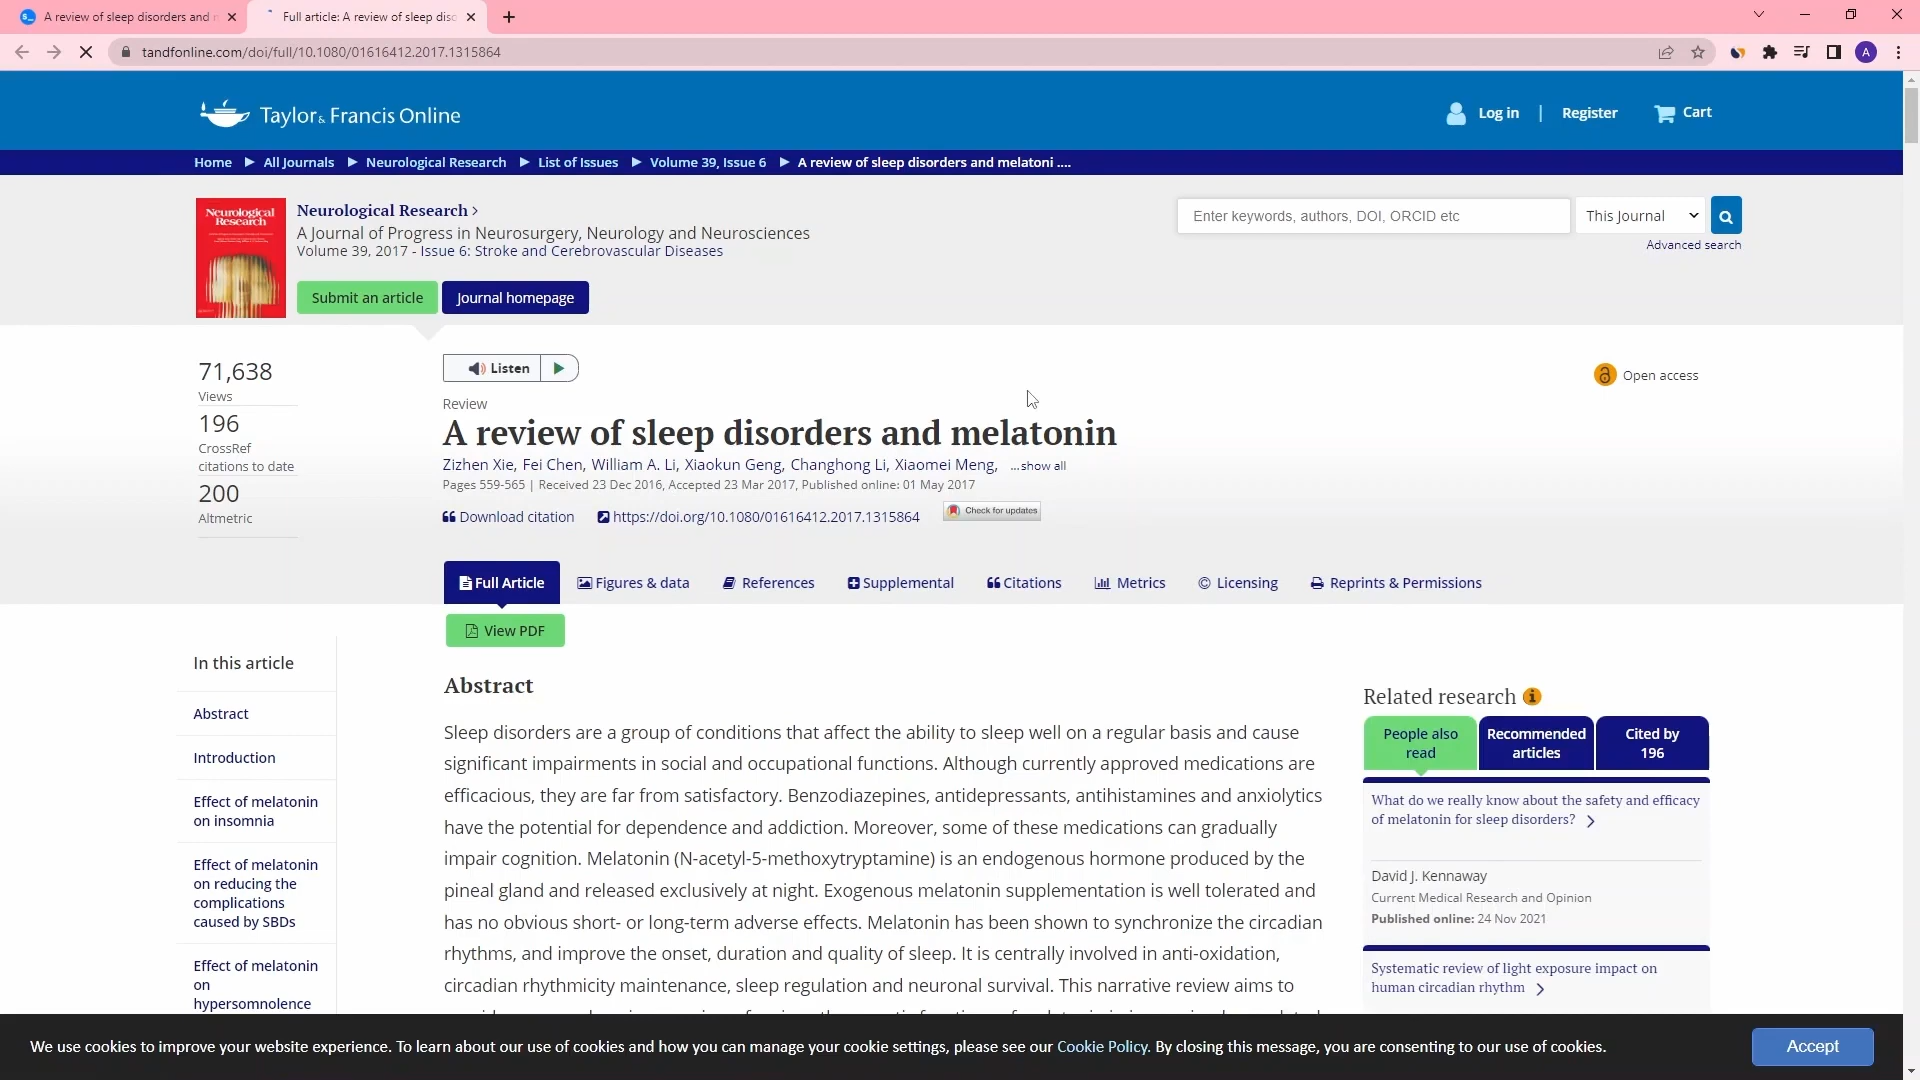 A review of sleep disorders and
Full article: A review of sleep diso
tandfonline.com/doi/full/10.1080/01616412.2017.1315864
A
Taylor & Francis Online
Log in | Register Cart
Home All Journals Neurological Research List of Issues Volume 39, Issue 6 A review of sleep disorders and melatoni ....
Neurological Research
Neurological Research >
A Journal of Progress in Neurosurgery, Neurology and Neurosciences
Volume 39, 2017 - Issue 6: Stroke and Cerebrovascular Diseases
Enter keywords, authors, DOI, ORCID etc
This Journal
Advanced search
Submit an article
Journal homepage
71,638
Views
196
CrossRef
citations to date
200
Altmetric
Listen
Open access
Review
A review of sleep disorders and melatonin
Zizhen Xie, Fei Chen, William A. Li, Xiaokun Geng, Changhong Li, Xiaomei Meng, ...show all
Pages 559-565 | Received 23 Dec 2016, Accepted 23 Mar 2017, Published online: 01 May 2017
Download citation https://doi.org/10.1080/01616412.2017.1315864 Check for updates
Full Article Figures & data References Supplemental Citations Metrics Licensing Reprints & Permissions
View PDF
In this article
Abstract
Introduction
Effect of melatonin
on insomnia
Effect of melatonin
on reducing the
complications
caused by SBDs
Effect of melatonin
on
hypersomnolence
Abstract
Sleep disorders are a group of conditions that affect the ability to sleep well on a regular basis and cause
significant impairments in social and occupational functions. Although currently approved medications are
efficacious, they are far from satisfactory. Benzodiazepines, antidepressants, antihistamines and anxiolytics
have the potential for dependence and addiction. Moreover, some of these medications can gradually
impair cognition. Melatonin (N-acetyl-5-methoxytryptamine) is an endogenous hormone produced by the
pineal gland and released exclusively at night. Exogenous melatonin supplementation is well tolerated and
has no obvious short- or long-term adverse effects. Melatonin has been shown to synchronize the circadian
rhythms, and improve the onset, duration and quality of sleep. It is centrally involved in anti-oxidation,
circadian rhythmicity maintenance, sleep regulation and neuronal survival. This narrative review aims to
Related research
People also
read
Recommended
articles
Cited by
196
What do we really know about the safety and efficacy
of melatonin for sleep disorders?
David J. Kennaway
Current Medical Research and Opinion
Published online: 24 Nov 2021
Systematic review of light exposure impact on
human circadian rhythm
We use cookies to improve your website experience. To learn about our use of cookies and how you can manage your cookie settings, please see our Cookie Policy. By closing this message, you are consenting to our use of cookies.
Accept